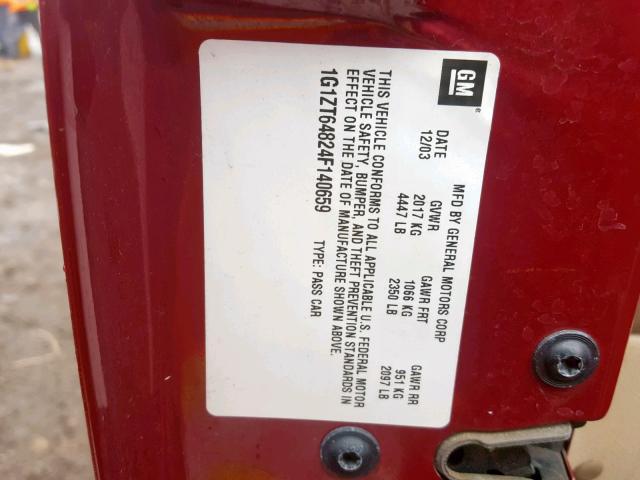 GM
MFD BY GENERAL MOTORS CORP
DATE GVWR GAWR FRT GAWR RR
12/03 2017 KG 1066 KG 951 KG
4447 LB 2350 LB 2097 LB
THIS VEHICLE CONFORMS TO ALL APPLICABLE U.S. FEDERAL MOTOR
VEHICLE SAFETY, BUMPER, AND THEFT PREVENTION STANDARDS IN
EFFECT ON THE DATE OF MANUFACTURE SHOWN ABOVE.
1G1ZT64824F140659 TYPE: PASS CAR